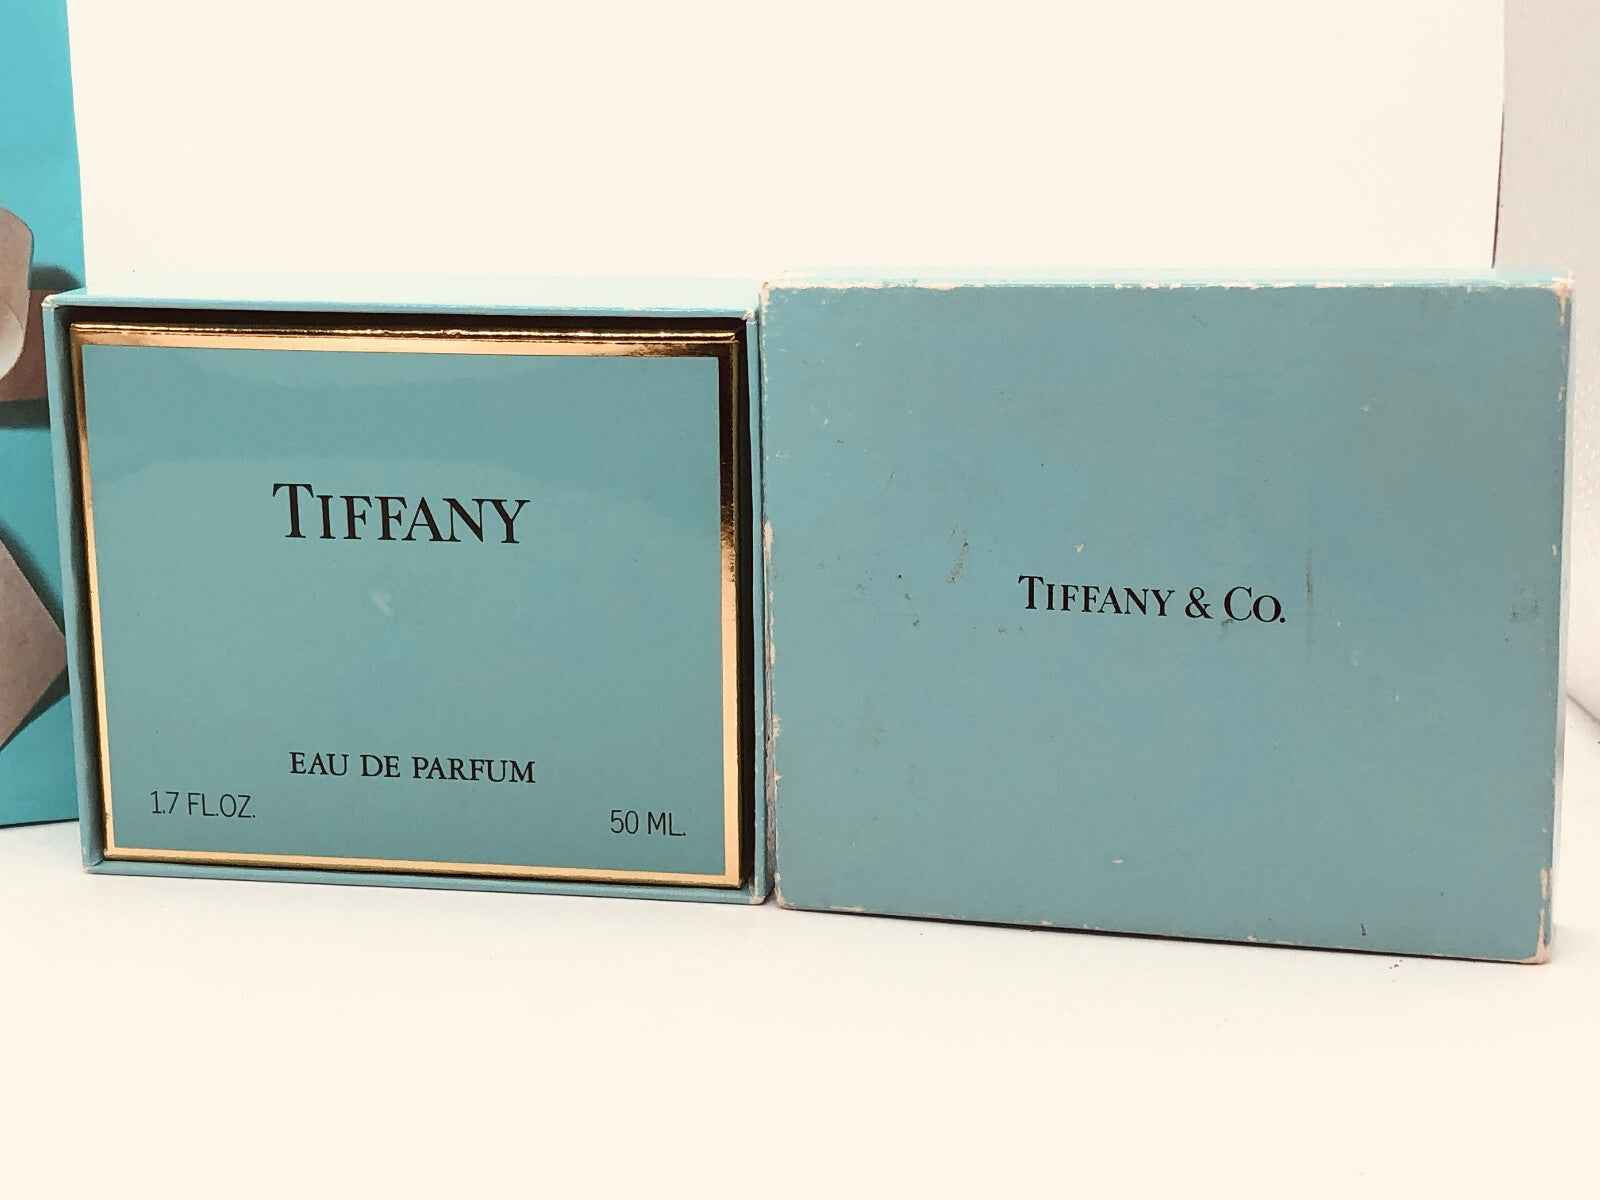 TIFFANY
EAU DE PARFUM
1.7 FL.OZ.
50 ML.
TIFFANY & CO.